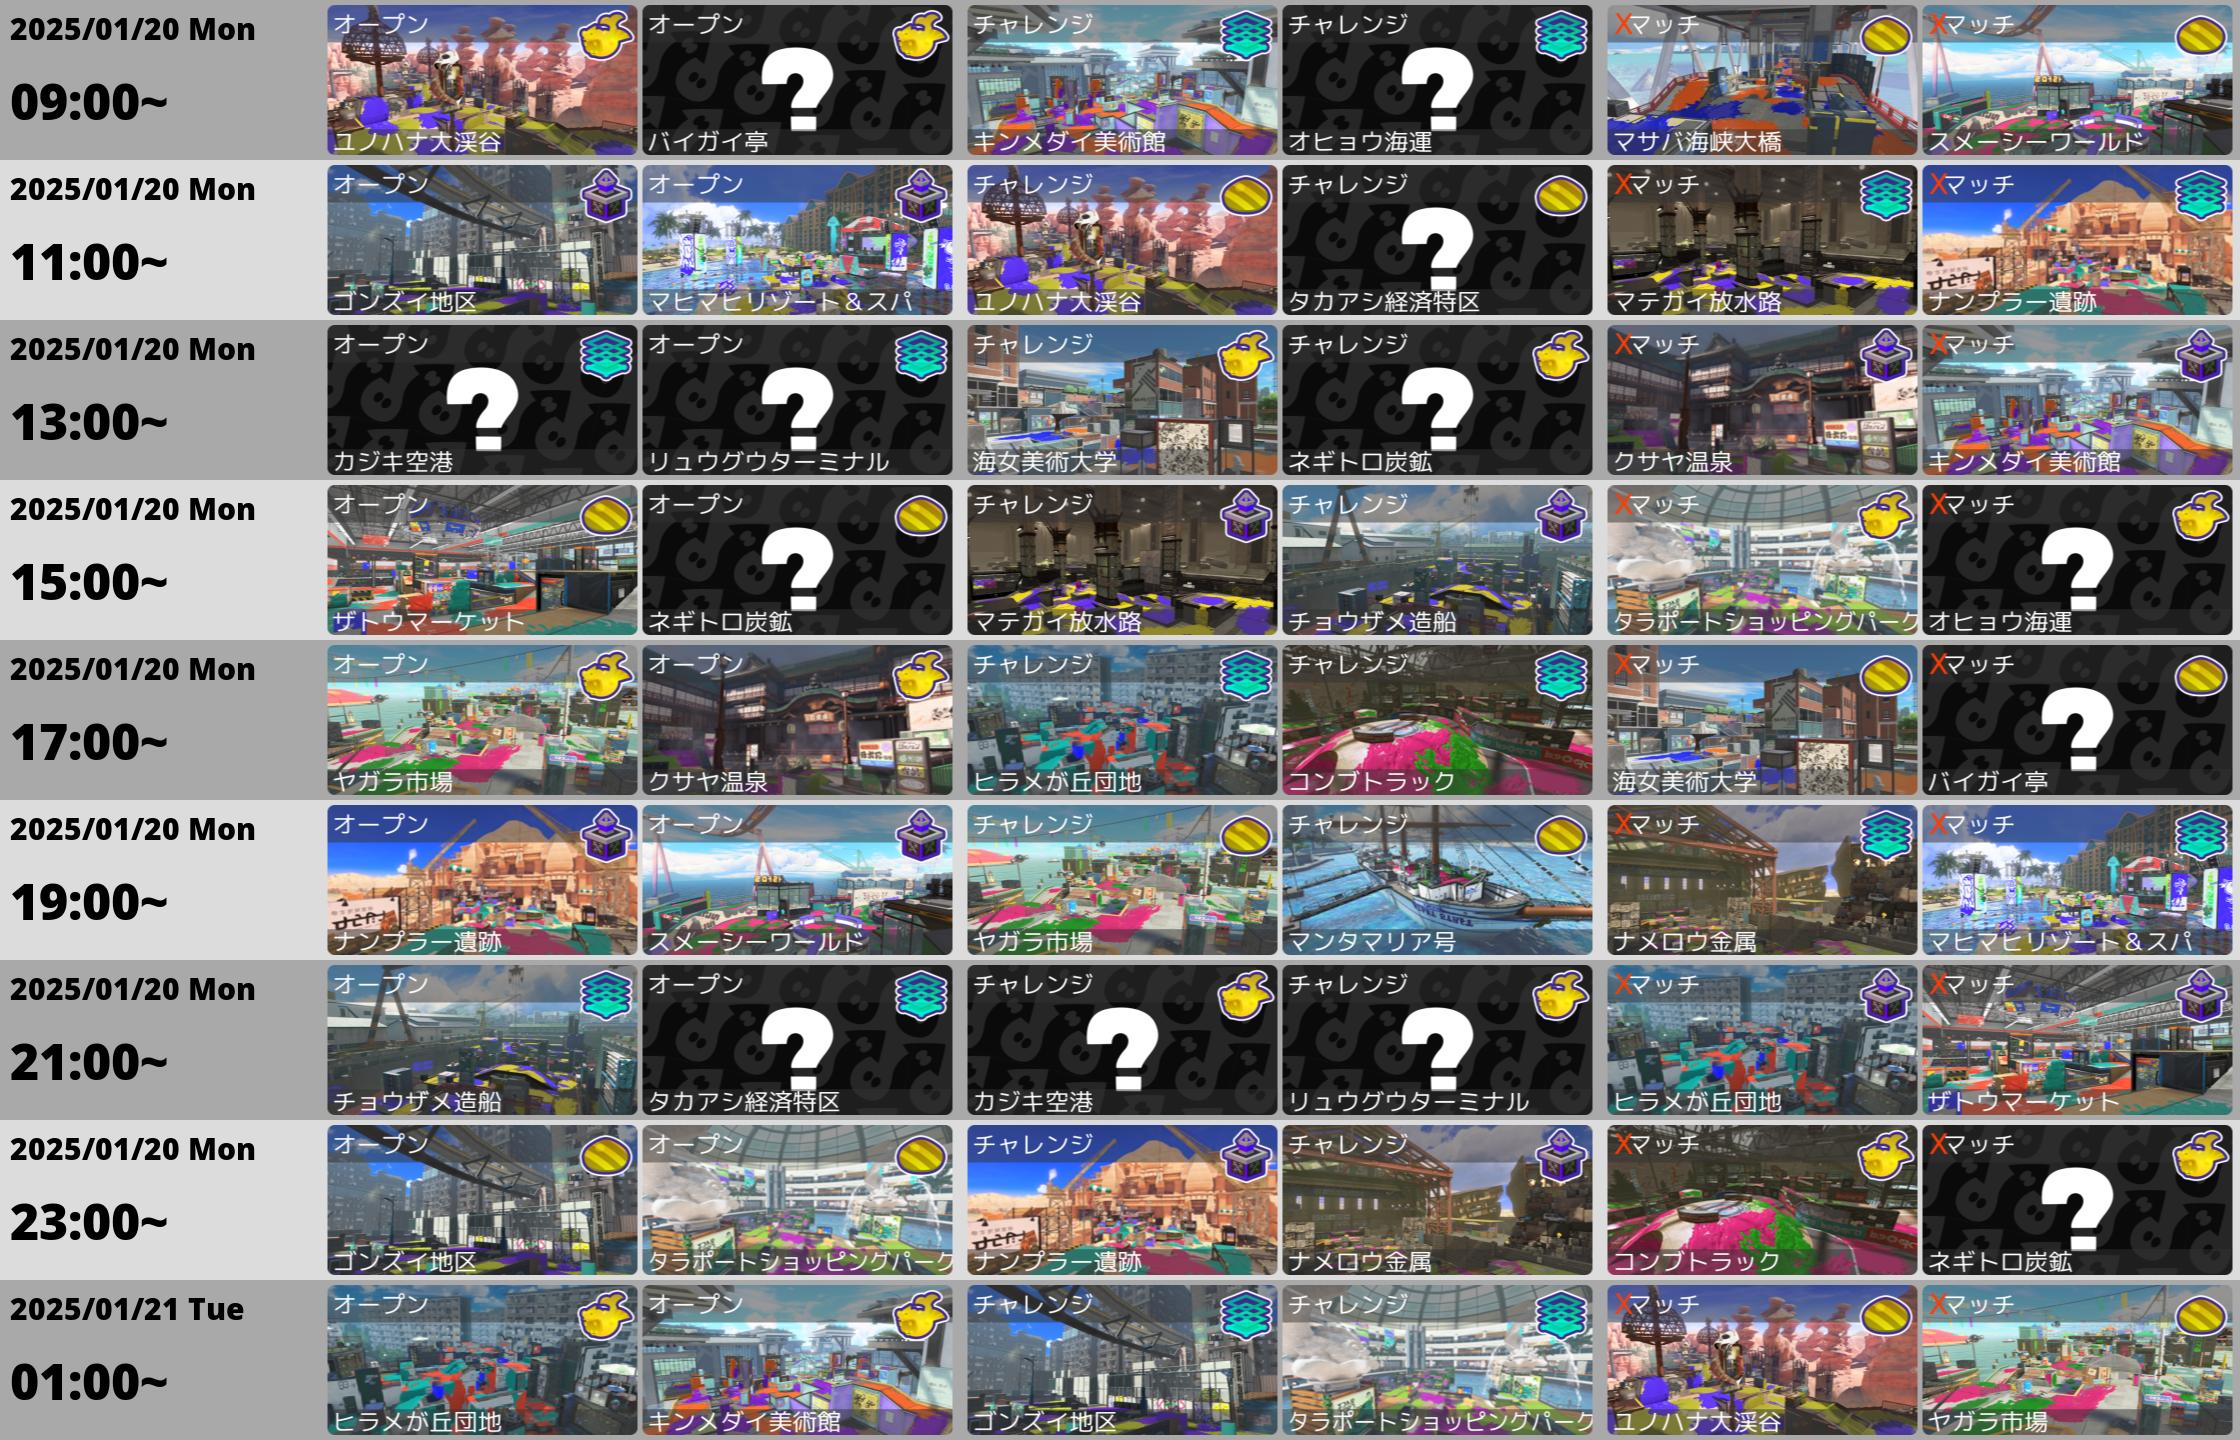 2025/01/20 Mon
09:00~
オープン
ユノハナ大渓谷
オープン
バイガイ亭
チャレンジ
キンメダイ美術館
チャレンジ
オヒョウ海運
Xマッチ
マサバ海峡大橋
Xマッチ
スメーシーワールド
2025/01/20 Mon
11:00~
オープン
ゴンズイ地区
オープン
マヒマヒリゾート＆スパ
チャレンジ
ユノハナ大渓谷
チャレンジ
タカアシ経済特区
Xマッチ
マテガイ放水路
Xマッチ
ナンプラー遺跡
2025/01/20 Mon
13:00~
オープン
カジキ空港
オープン
リュウグウターミナル
チャレンジ
海女美術大学
チャレンジ
ネギトロ炭鉱
Xマッチ
クサヤ温泉
Xマッチ
キンメダイ美術館
2025/01/20 Mon
15:00~
オープン
ザトウマーケット
オープン
ネギトロ炭鉱
チャレンジ
マテガイ放水路
チャレンジ
チョウザメ造船
Xマッチ
タラポートショッピングパーク
Xマッチ
オヒョウ海運
2025/01/20 Mon
17:00~
オープン
ヤガラ市場
オープン
クサヤ温泉
チャレンジ
ヒラメが丘団地
チャレンジ
コンブトラック
Xマッチ
海女美術大学
Xマッチ
バイガイ亭
2025/01/20 Mon
19:00~
オープン
ナンプラー遺跡
オープン
スメーシーワールド
チャレンジ
ヤガラ市場
チャレンジ
マンタマリア号
Xマッチ
ナメロウ金属
Xマッチ
マヒマヒリゾート＆スパ
2025/01/20 Mon
21:00~
オープン
チョウザメ造船
オープン
タカアシ経済特区
チャレンジ
カジキ空港
チャレンジ
リュウグウターミナル
Xマッチ
ヒラメが丘団地
Xマッチ
ザトウマーケット
2025/01/20 Mon
23:00~
オープン
ゴンズイ地区
オープン
タラポートショッピングパーク
チャレンジ
ナンプラー遺跡
チャレンジ
ナメロウ金属
Xマッチ
コンブトラック
Xマッチ
ネギトロ炭鉱
2025/01/21 Tue
01:00~
オープン
ヒラメが丘団地
オープン
キンメダイ美術館
チャレンジ
ゴンズイ地区
チャレンジ
タラポートショッピングパーク
Xマッチ
ユノハナ大渓谷
Xマッチ
ヤガラ市場